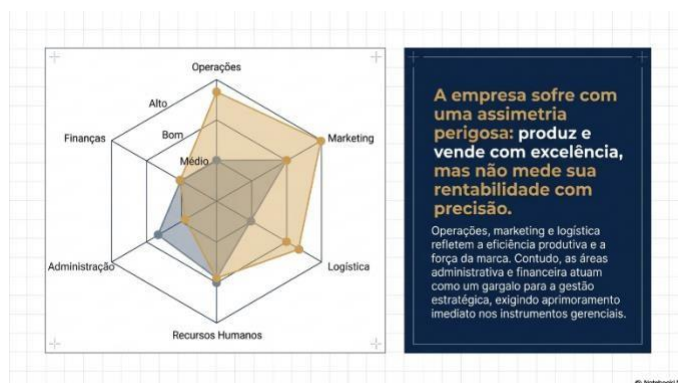 Operações
Alto
Finanças
Bom
Marketing
Médio
Administração
Logística
Recursos Humanos
A empresa sofre com
uma assimetria
perigosa: produz e
vende com excelência,
mas não mede sua
rentabilidade com
precisão.
Operações, marketing e logística
refletem a eficiência produtiva e a
força da marca. Contudo, as áreas
administrativa e financeira atuam
como um gargalo para a gestão
estratégica, exigindo aprimoramento
imediato nos instrumentos gerenciais.